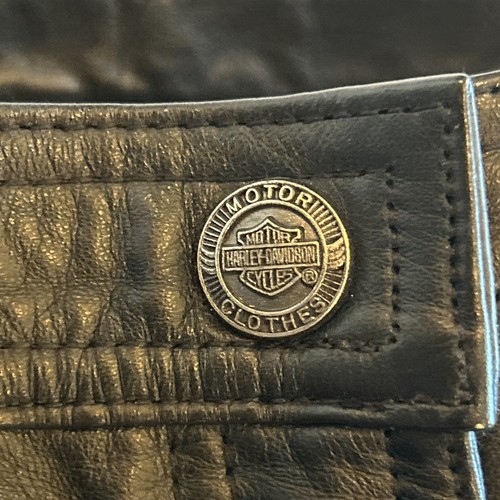 MOTOR
MOTOR
HARLEY-DAVIDSON
CYCLES ®
CLOTHES